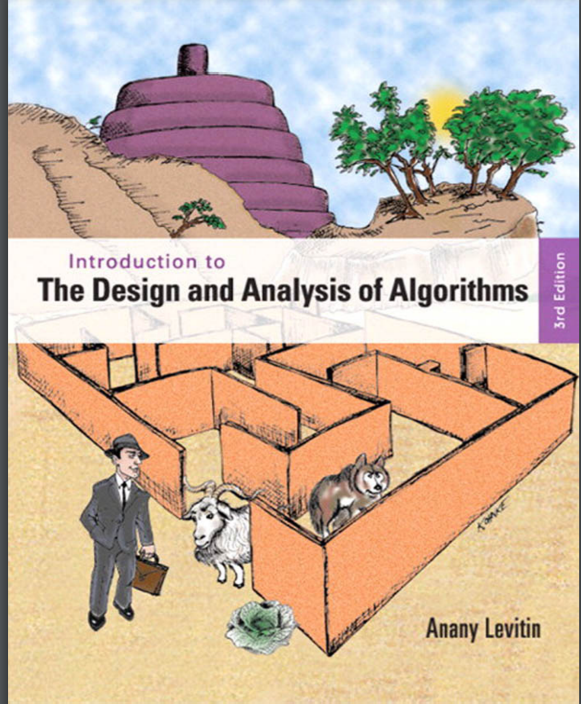 Introduction to
The Design and Analysis of Algorithms
3rd Edition
Anany Levitin